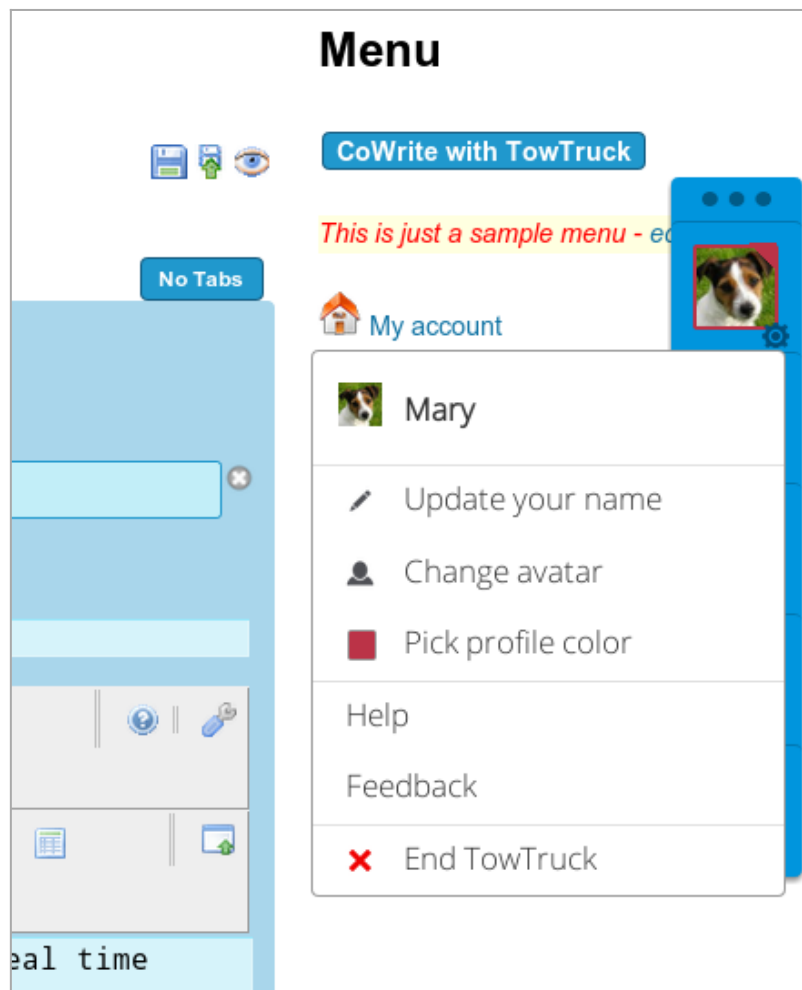 Menu
CoWrite with TowTruck
This is just a sample menu - ed
No Tabs
My account
Mary
Update your name
Change avatar
Pick profile color
Help
Feedback
End TowTruck
eal time